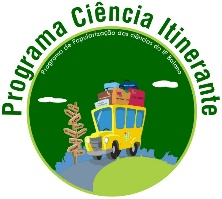 Programa Ciência Itinerante
Programa de Popularização das ciências do IF Baiano